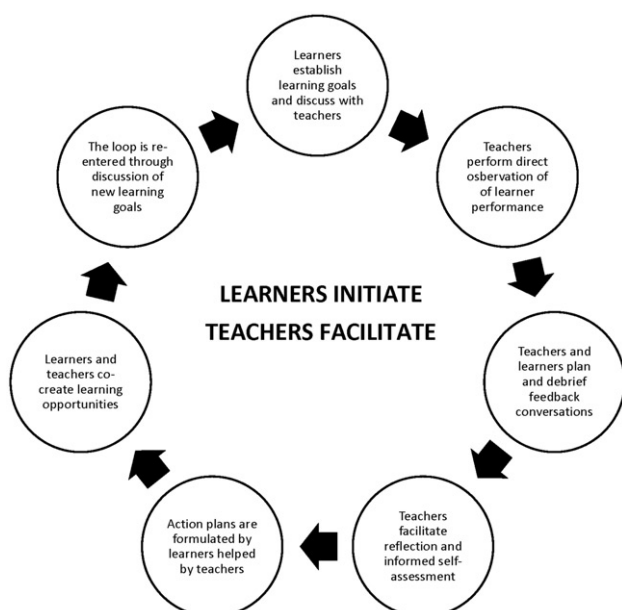 Learners
establish
learning goals
and discuss with
teachers
Teachers
perform direct
osbervation of
of learner
performance
Teachers and
learners plan
and debrief
feedback
conversations
Teachers
facilitate
reflection and
informed self-
assessment
Action plans are
formulated by
learners helped
by teachers
Learners and
teachers co-
create learning
opportunities
The loop is re-
entered through
discussion of
new learning
goals
LEARNERS INITIATE
TEACHERS FACILITATE